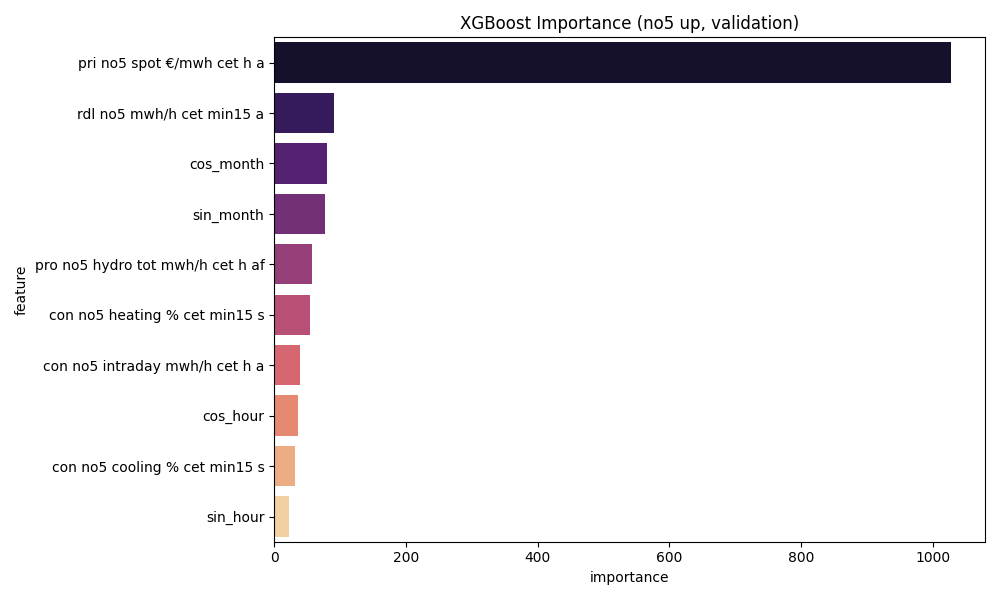 XGBoost Importance (no5 up, validation)
pri no5 spot €/mwh cet h a
rdl no5 mwh/h cet min15 a
cos_month
sin_month
pro no5 hydro tot mwh/h cet h af
con no5 heating % cet min15 s
con no5 intraday mwh/h cet h a
cos_hour
con no5 cooling % cet min15 s
sin_hour
feature
0 200 400 600 800 1000
importance